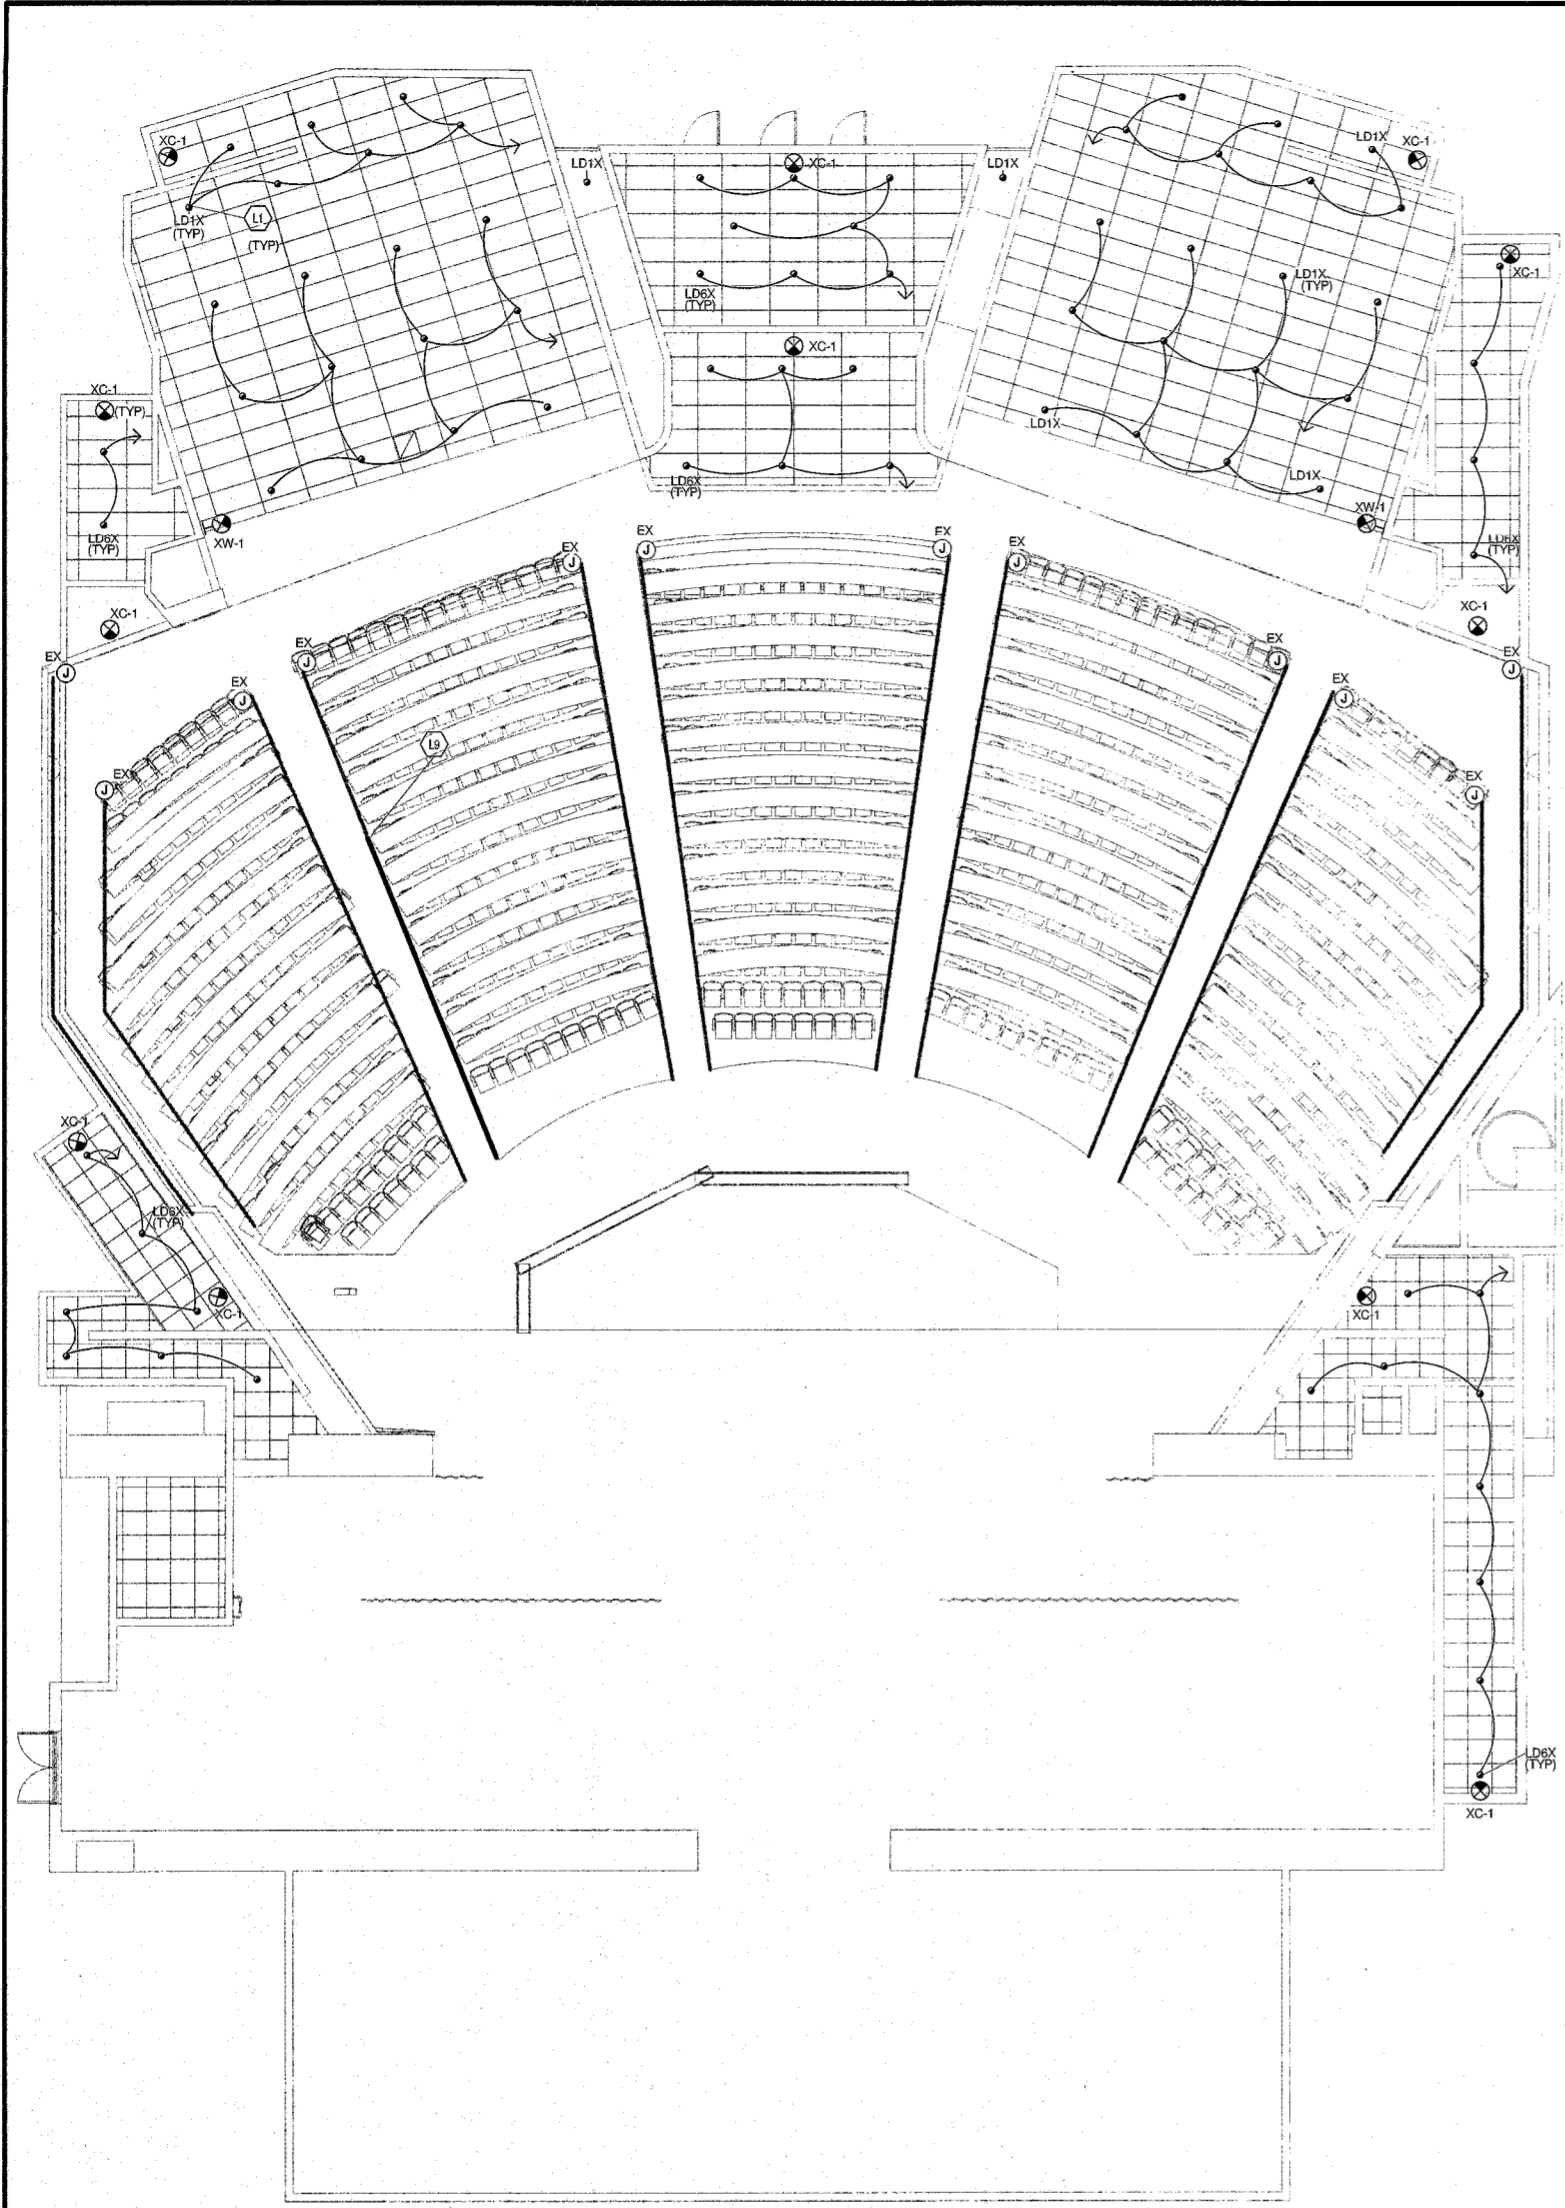 XC-1
LD1X
(TYP)
L1
(TYP)
LD1X
XC-1
LD1X
LD1X
XC-1
LD6X
(TYP)
LD1X
(TYP)
XC-1
XC-1
XC-1
(TYP)
LD1X
LD6X
(TYP)
LD1X
LD6X
(TYP)
XW-1
XW-1
LD6X
(TYP)
EX
J
EX
J
EX
J
EX
J
XC-1
XC-1
EX
J
EX
J
EX
J
EX
J
EX
J
EX
J
L9
EX
J
EX
J
XC-1
LD6X
(TYP)
XC-1
XC-1
LD6X
(TYP)
XC-1